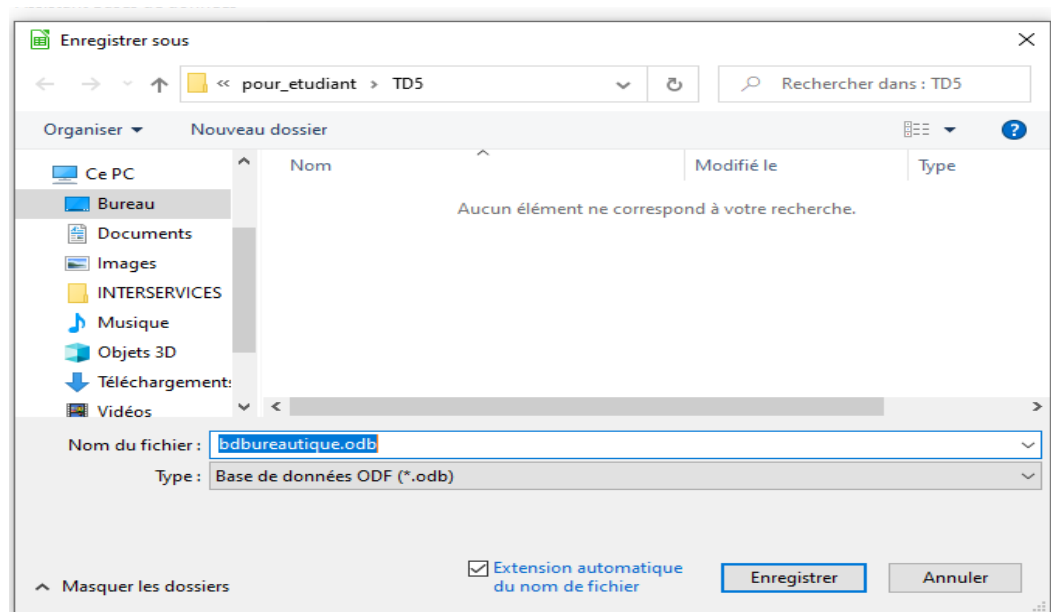 Enregistrer sous
« pour_etudiant > TD5
Rechercher dans : TD5
Organiser
Nouveau dossier
Nom
Modifié le
Type
Ce PC
Bureau
Documents
Images
INTERSERVICES
Musique
Objets 3D
Téléchargement
Vidéos
Aucun élément ne correspond à votre recherche.
Nom du fichier :
bdbureautique.odb
Type :
Base de données ODF (*.odb)
Masquer les dossiers
Extension automatique
du nom de fichier
Enregistrer
Annuler